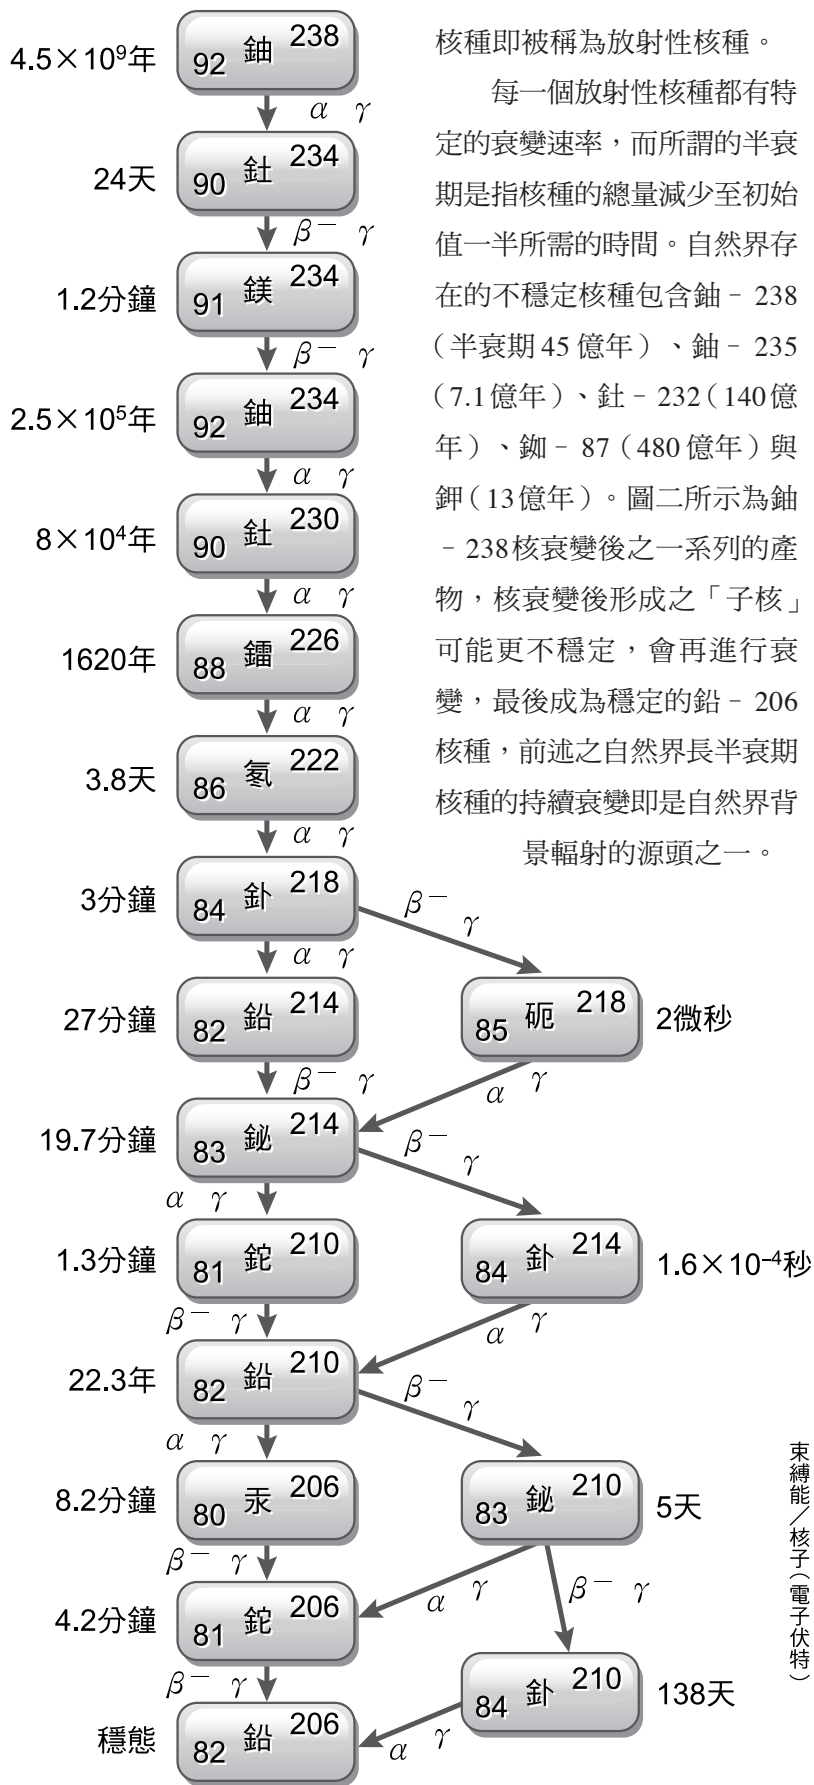 核種即被稱為放射性核種。
每一個放射性核種都有特
定的衰變速率，而所謂的半衰
期是指核種的總量減少至初始
值一半所需的時間。自然界存
在的不穩定核種包含鈾－238
（半衰期45億年）、鈾－235
（7.1億年）、釷－232（140億
年）、銣－87（480億年）與
鉀（13億年）。圖二所示為鈾
－238核衰變後之一系列的產
物，核衰變後形成之「子核」
可能更不穩定，會再進行衰
變，最後成為穩定的鉛－206
核種，前述之自然界長半衰期
核種的持續衰變即是自然界背
景輻射的源頭之一。
4.5×10⁹年 92 鈾 238
α γ
24天 90 釷 234
β⁻ γ
1.2分鐘 91 鎂 234
β⁻ γ
2.5×10⁵年 92 鈾 234
α γ
8×10⁴年 90 釷 230
α γ
1620年 88 鐳 226
α γ
3.8天 86 氡 222
α γ
3分鐘 84 釙 218
β⁻ γ
α γ
27分鐘 82 鉛 214
85 砈 218 2微秒
β⁻ γ
α γ
19.7分鐘 83 鉍 214
β⁻ γ
α γ
1.3分鐘 81 鉈 210
84 釙 214 1.6×10⁻⁴秒
β⁻ γ
α γ
22.3年 82 鉛 210
β⁻ γ
α γ
8.2分鐘 80 汞 206
83 鉍 210 5天
β⁻ γ
α γ
β⁻ γ
4.2分鐘 81 鉈 206
84 釙 210 138天
β⁻ γ
α γ
穩態 82 鉛 206
束縛能／核子（電子伏特）